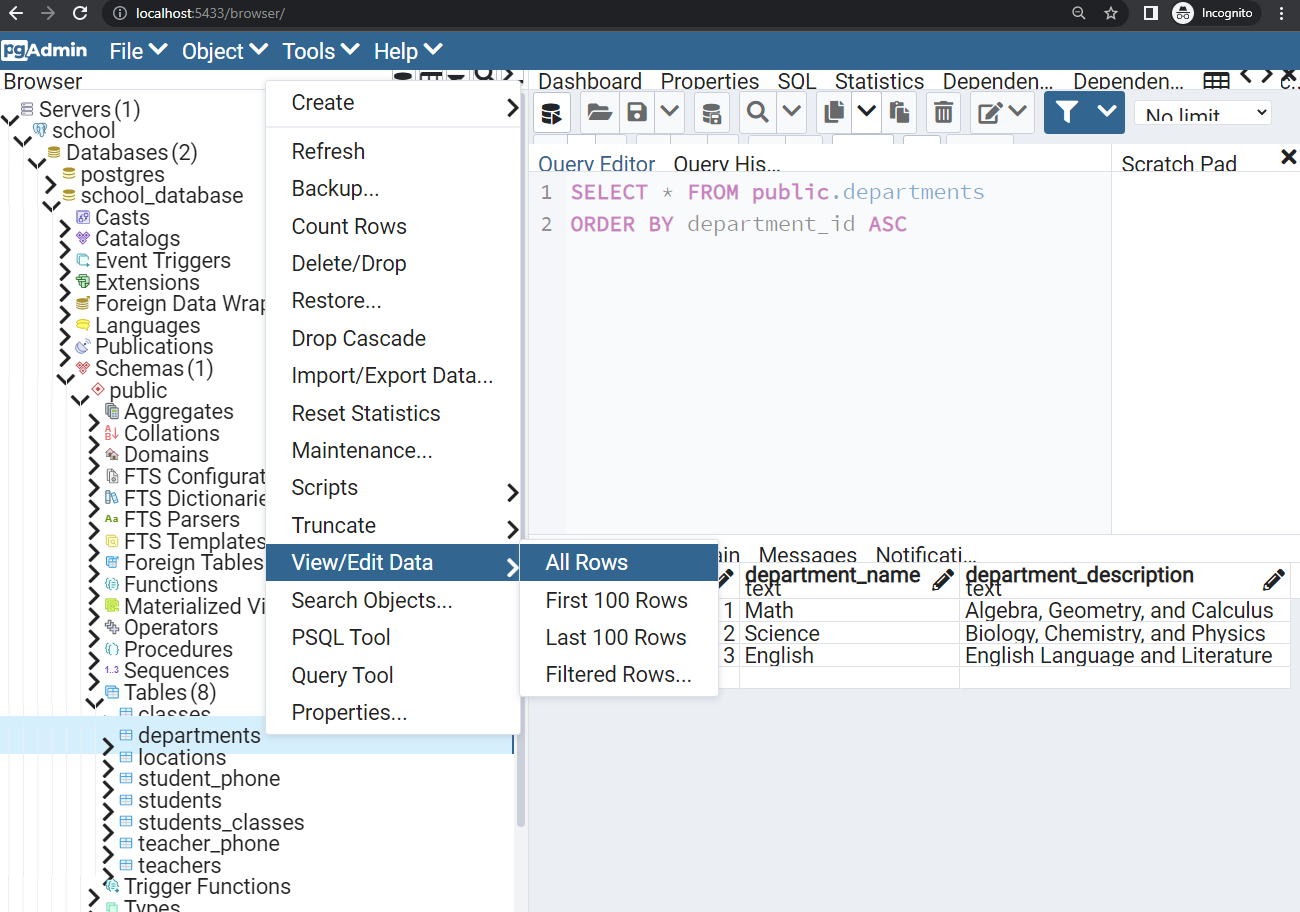 localhost:5433/browser/
Incognito
pgAdmin
File
Object
Tools
Help
Browser
Servers (1)
school
Databases (2)
postgres
school_database
Casts
Catalogs
Event Triggers
Extensions
Foreign Data Wrap
Languages
Publications
Schemas (1)
public
Aggregates
Collations
Domains
FTS Configurat
FTS Dictionarie
FTS Parsers
FTS Templates
Foreign Tables
Functions
Materialized Vi
Operators
Procedures
Sequences
Tables (8)
classes
departments
locations
student_phone
students
students_classes
teacher_phone
teachers
Trigger Functions
Types
Create
Refresh
Backup...
Count Rows
Delete/Drop
Restore...
Drop Cascade
Import/Export Data...
Reset Statistics
Maintenance...
Scripts
Truncate
View/Edit Data
Search Objects...
PSQL Tool
Query Tool
Properties...
All Rows
First 100 Rows
Last 100 Rows
Filtered Rows...
Dashboard Properties SQL Statistics Dependen... Dependen...
No limit
Query Editor Query His...
Scratch Pad
1 SELECT * FROM public.departments
2 ORDER BY department_id ASC
ain Messages Notificati...
department_name department_description
text text
1 Math Algebra, Geometry, and Calculus
2 Science Biology, Chemistry, and Physics
3 English English Language and Literature